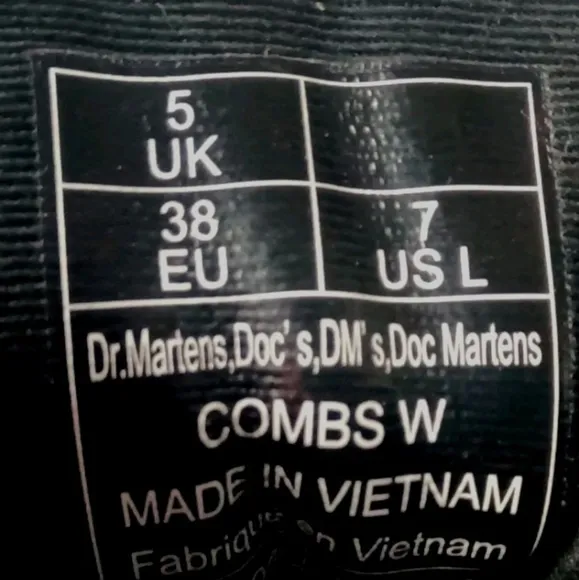 5
UK
38
EU
7
US L
Dr.Martens,Doc's,DM's,Doc Martens
COMBS W
MADE IN VIETNAM
Vietnam